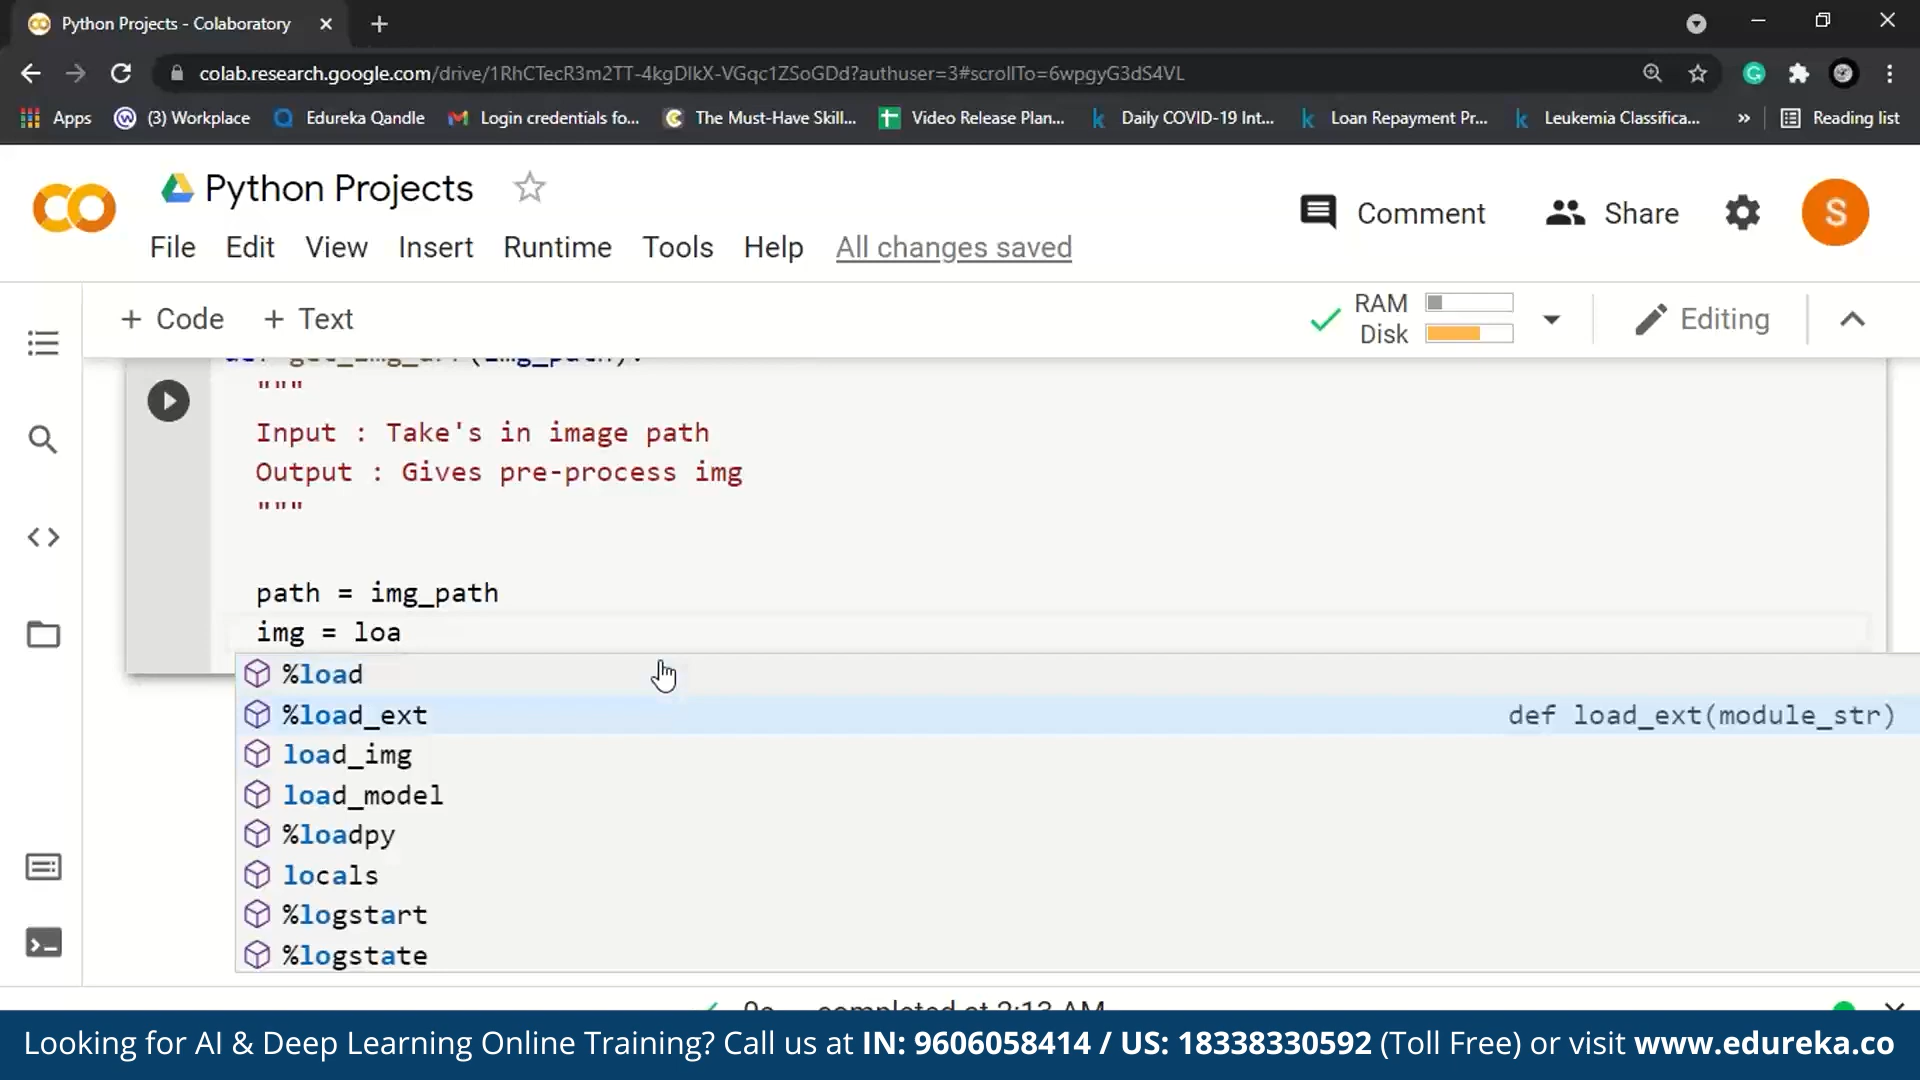 Python Projects - Colaboratory
colab.research.google.com/drive/1RhCTecR3m2TT-4kgDlkX-VGqc1ZSoGDd?authuser=3#scrollTo=6wpgyG3dS4VL
Apps (3) Workplace Edureka Qandle Login credentials fo... The Must-Have Skill... Video Release Plan... Daily COVID-19 Int... Loan Repayment Pr... Leukemia Classifica... » Reading list
Python Projects
Comment Share S
File Edit View Insert Runtime Tools Help All changes saved
+ Code + Text
RAM
Disk
Editing
def get_img_arr(img_path):
"""
Input : Take's in image path
Output : Gives pre-process img
"""
path = img_path
img = loa
%load
%load_ext def load_ext(module_str)
load_img
load_model
%loadpy
locals
%logstart
%logstate
0s completed at 2:13 AM
Looking for AI & Deep Learning Online Training? Call us at IN: 9606058414 / US: 18338330592 (Toll Free) or visit www.edureka.co